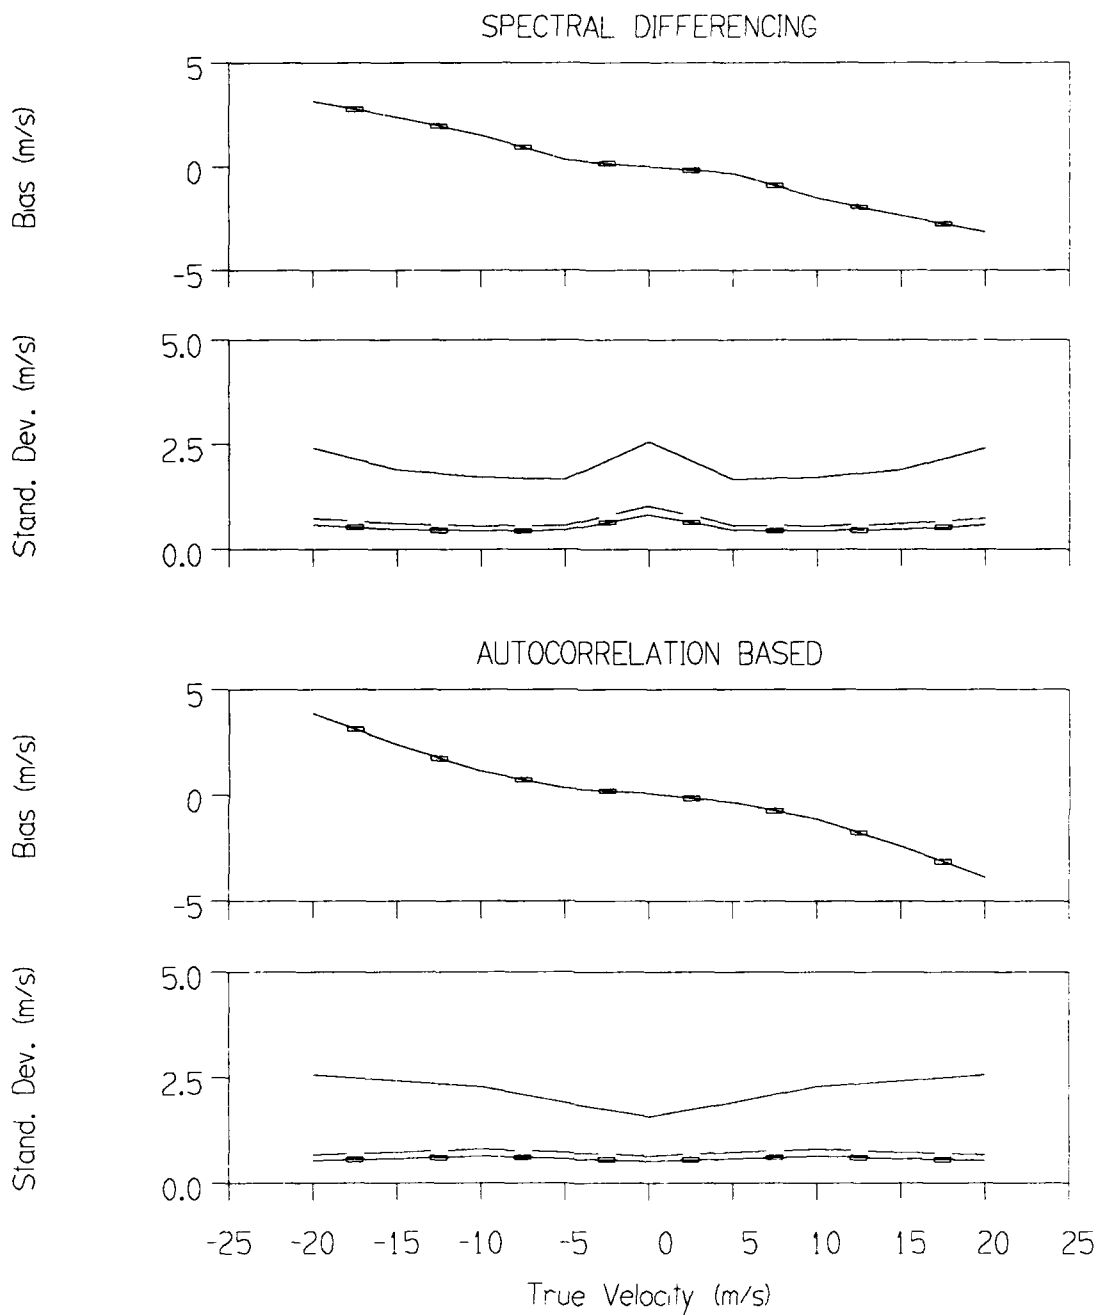 SPECTRAL DIFFERENCING
5
0
-5
Bias (m/s)
5.0
2.5
0.0
Stand. Dev. (m/s)
AUTOCORRELATION BASED
5
0
-5
Bias (m/s)
5.0
2.5
0.0
Stand. Dev. (m/s)
-25 -20 -15 -10 -5 0 5 10 15 20 25
True Velocity (m/s)